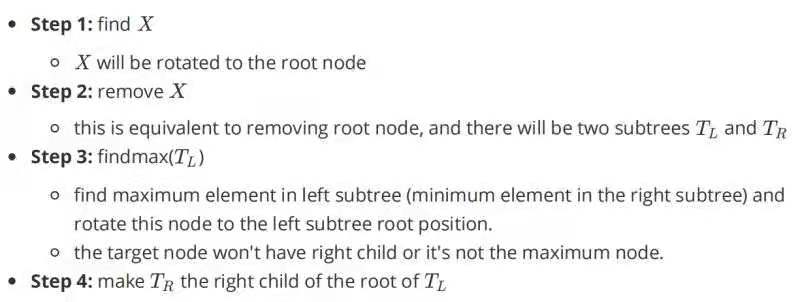 • Step 1: find X
◦ X will be rotated to the root node
• Step 2: remove X
◦ this is equivalent to removing root node, and there will be two subtrees T_L and T_R
• Step 3: findmax(T_L)
◦ find maximum element in left subtree (minimum element in the right subtree) and
rotate this node to the left subtree root position.
◦ the target node won't have right child or it's not the maximum node.
• Step 4: make T_R the right child of the root of T_L